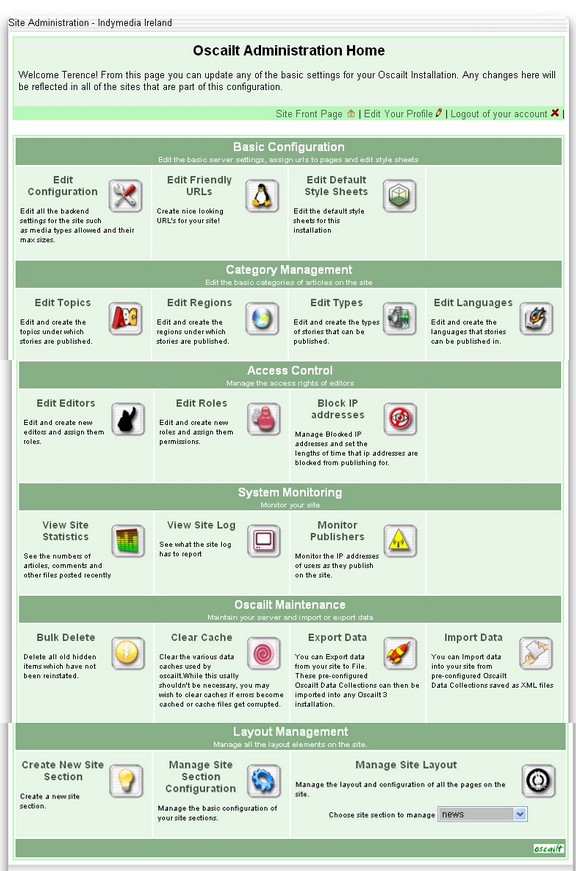 Site Administration - Indymedia Ireland
Oscailt Administration Home
Welcome Terence! From this page you can update any of the basic settings for your Oscailt Installation. Any changes here will
be reflected in all of the sites that are part of this configuration.
Site Front Page | Edit Your Profile | Logout of your account |
Basic Configuration
Edit the basic server settings, assign urls to pages and edit style sheets
Edit
Configuration
Edit all the backend
settings for the site such
as media types allowed and their
max sizes.
Edit Friendly
URLs
Create nice looking
URL's for your site!
Edit Default
Style Sheets
Edit the default style
sheets for this
installation
Category Management
Edit the basic categories of articles on the site
Edit Topics
Edit and create the
topics under which
stories are published.
Edit Regions
Edit and create the
regions under which
stories are published.
Edit Types
Edit and create the types
of stories that can be
published.
Edit Languages
Edit and create the
languages that stories
can be published in.
Access Control
Manage the access rights of editors
Edit Editors
Edit and create new
editors and assign them
roles.
Edit Roles
Edit and create new
roles and assign them
permissions.
Block IP
addresses
Manage Blocked IP
addresses and set the
lengths of time that ip addresses are
blocked from publishing for.
System Monitoring
Monitor your site
View Site
Statistics
See the numbers of
articles, comments and
other files posted recently
View Site Log
See what the site log
has to report
Monitor
Publishers
Monitor the IP addresses
of users as they publish
on the site.
Oscailt Maintenance
Maintain your server and import or export data
Bulk Delete
Delete all old hidden
items which have not
been reinstated.
Clear Cache
Clear the various data
caches used by
oscailt.While this usally
shouldn't be necessary, you may
wish to clear caches if errors become
cached or cache files get corrupted.
Export Data
You can Export data
from your site to File.
These pre-configured
Oscailt Data Collections can then be
imported into any Oscailt 3
installation.
Import Data
You can Import data
into your site from
pre-configured Oscailt
Data Collections saved as XML files
Layout Management
Manage all the layout elements on the site.
Create New Site
Section
Create a new site
section.
Manage Site
Section
Configuration
Manage the basic configuration of
your site sections.
Manage Site Layout
Manage the layout and configuration of all the pages on the
site.
Choose site section to manage news
oscailt